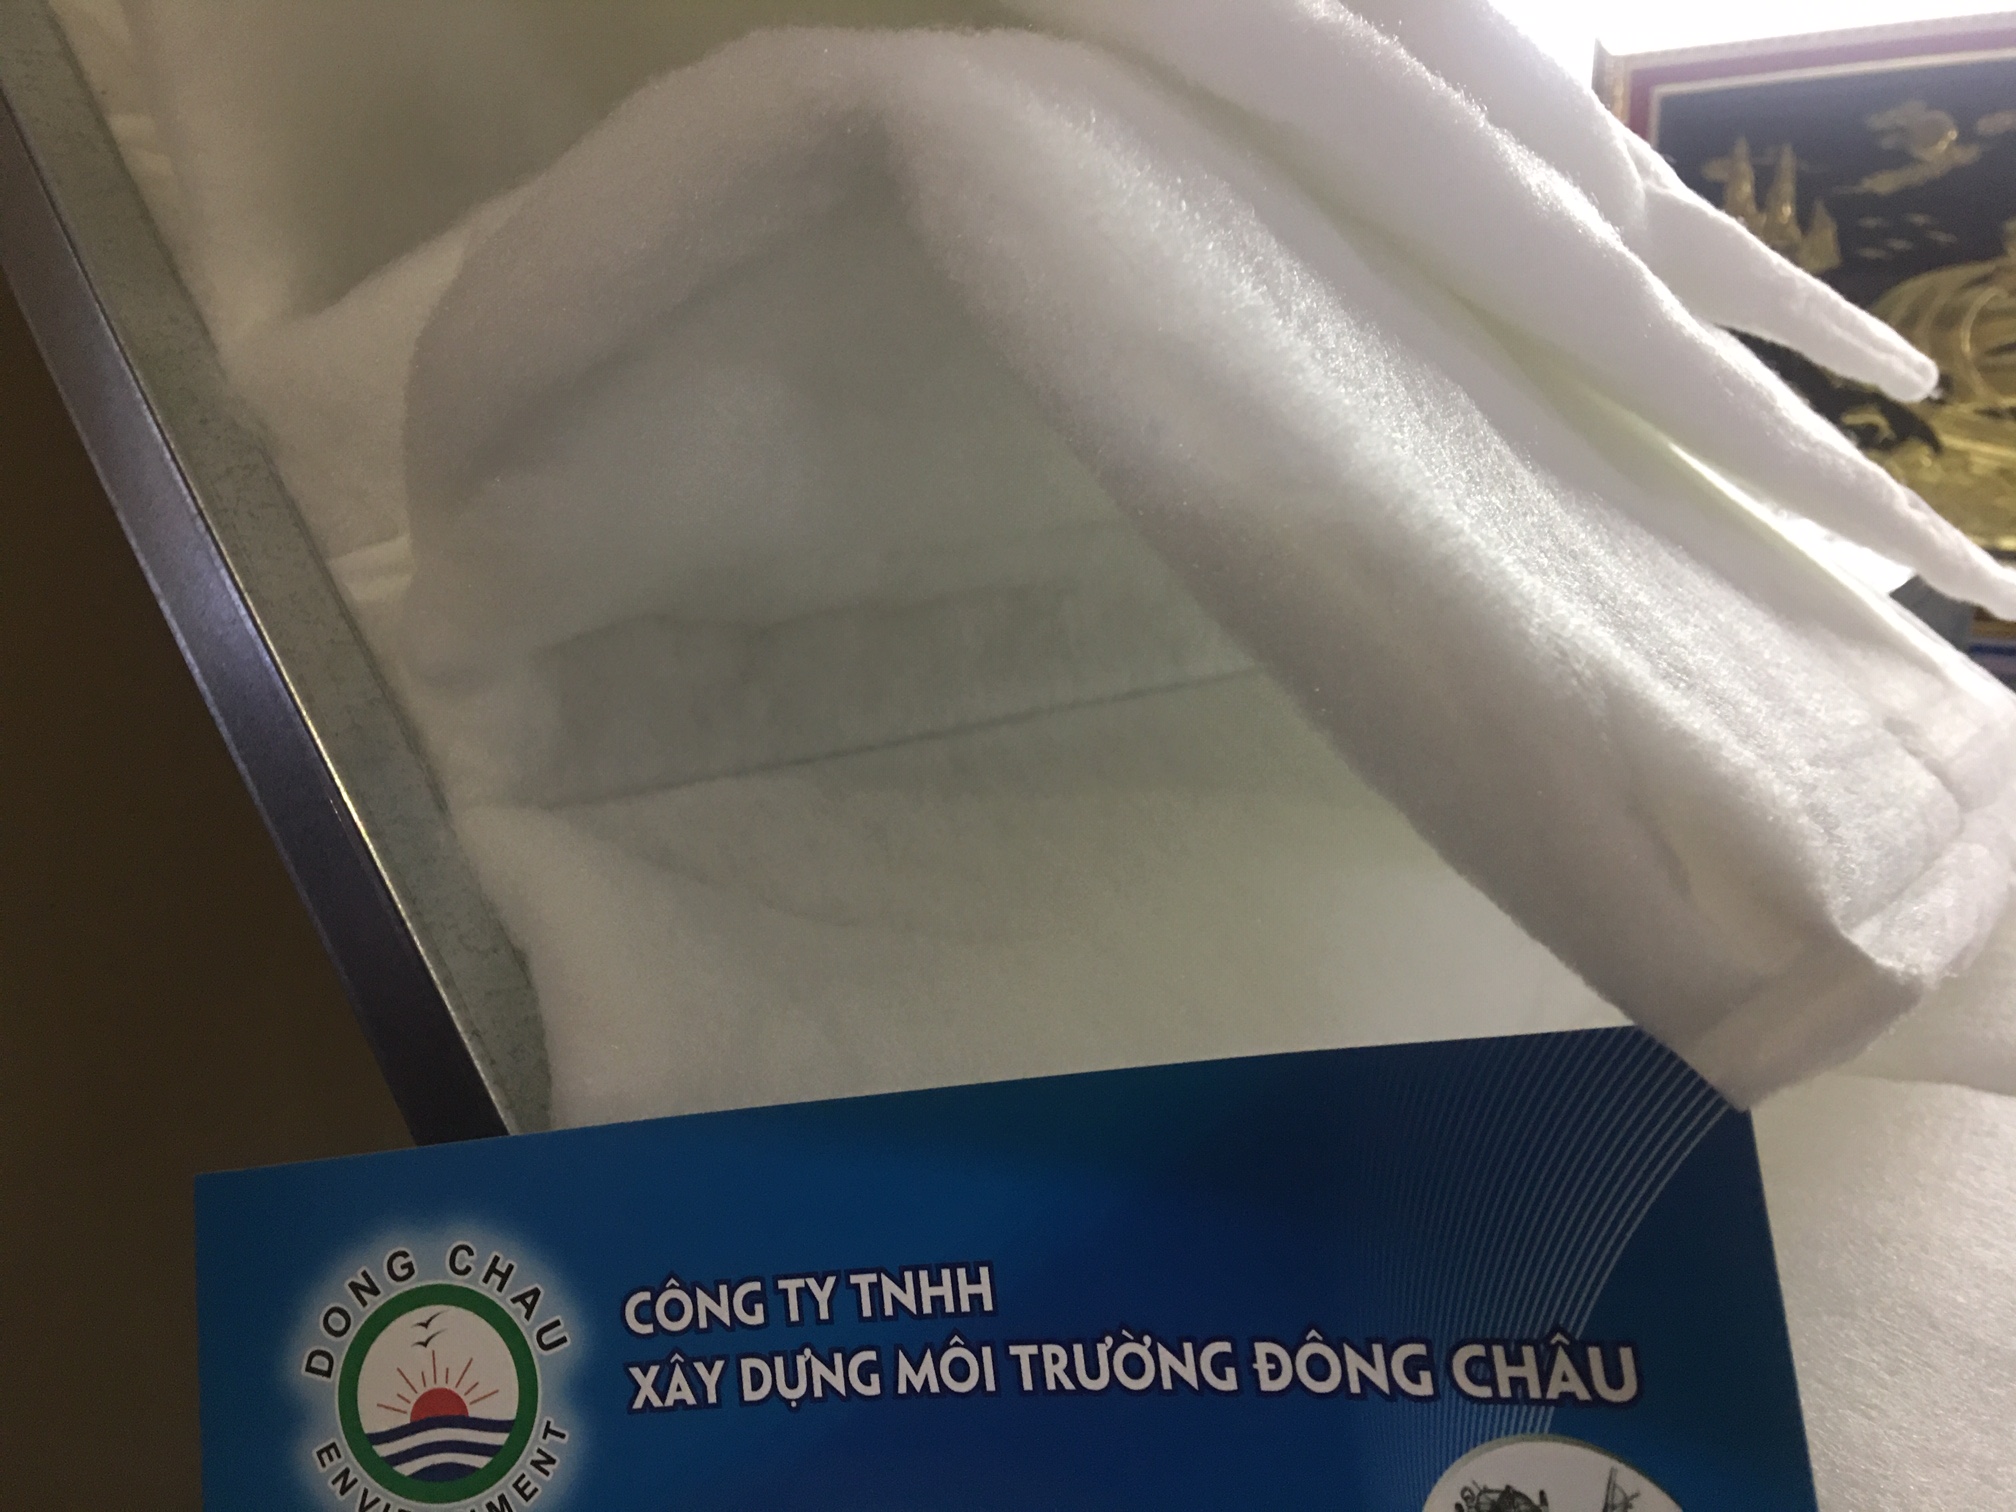 DONG CHAU
ENVIRONMENT
CÔNG TY TNHH
XÂY DỰNG MÔI TRƯỜNG ĐÔNG CHÂU